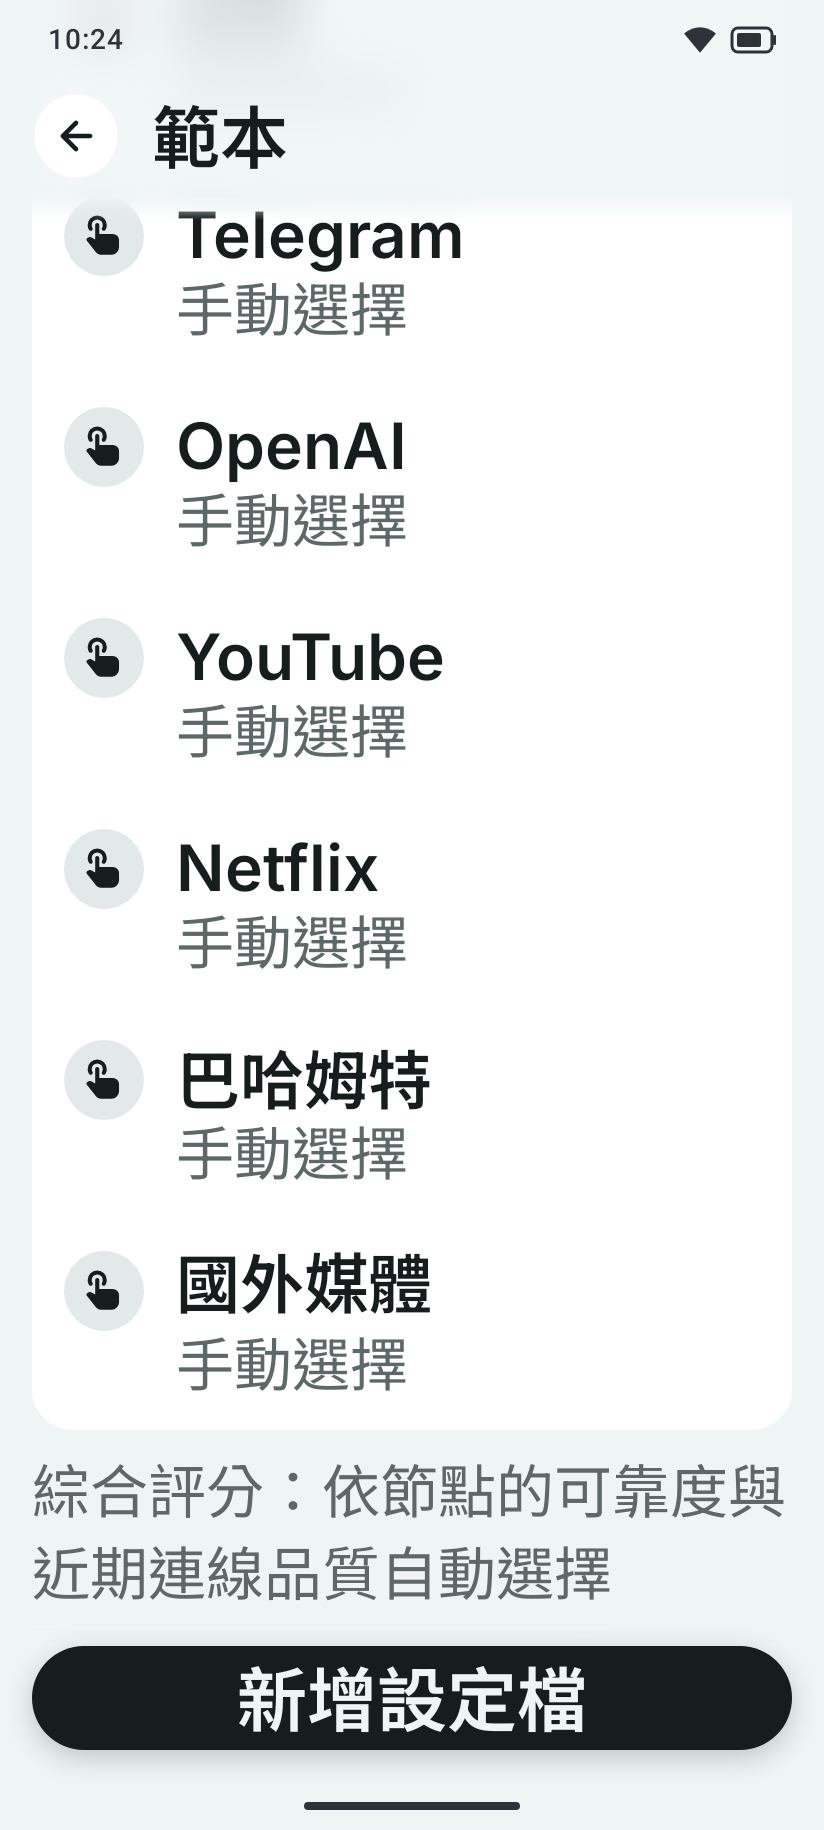 10:24
範本
Telegram
手動選擇
OpenAI
手動選擇
YouTube
手動選擇
Netflix
手動選擇
巴哈姆特
手動選擇
國外媒體
手動選擇
綜合評分：依節點的可靠度與
近期連線品質自動選擇
新增設定檔